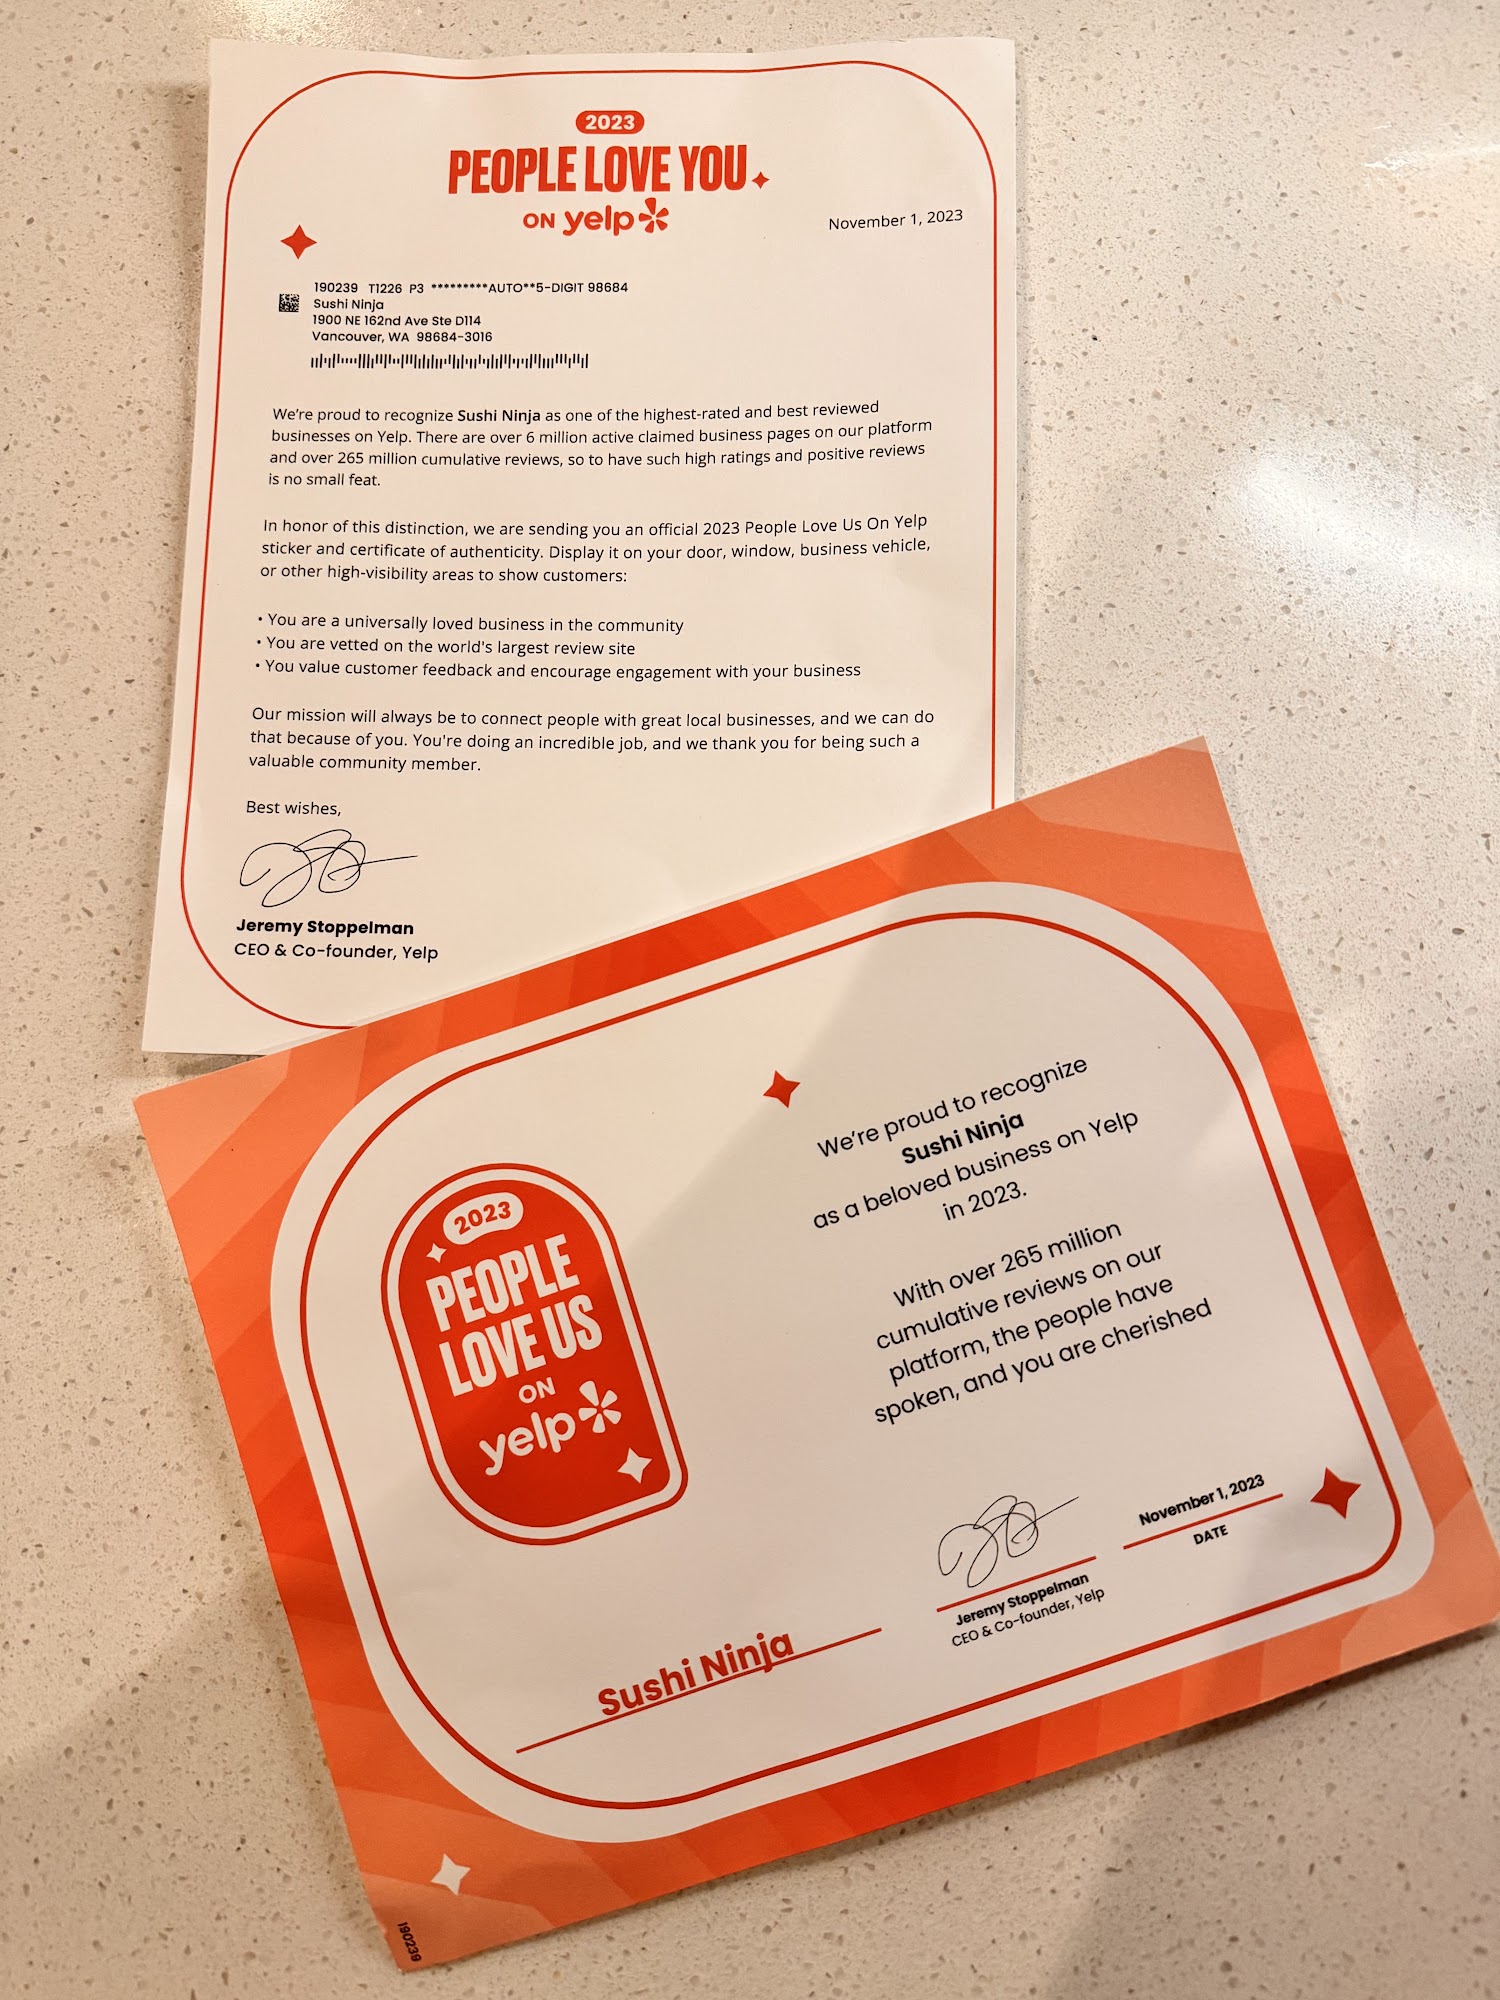 2023
PEOPLE LOVE YOU
ON yelp
November 1, 2023
190239 T1226 P3 *********AUTO**5-DIGIT 98684
Sushi Ninja
1900 NE 162nd Ave Ste D114
Vancouver, WA 98684-3016
We're proud to recognize Sushi Ninja as one of the highest-rated and best reviewed
businesses on Yelp. There are over 6 million active claimed business pages on our platform
and over 265 million cumulative reviews, so to have such high ratings and positive reviews
is no small feat.
In honor of this distinction, we are sending you an official 2023 People Love Us On Yelp
sticker and certificate of authenticity. Display it on your door, window, business vehicle,
or other high-visibility areas to show customers:
• You are a universally loved business in the community
• You are vetted on the world's largest review site
• You value customer feedback and encourage engagement with your business
Our mission will always be to connect people with great local businesses, and we can do
that because of you. You're doing an incredible job, and we thank you for being such a
valuable community member.
Best wishes,
Jeremy Stoppelman
CEO & Co-founder, Yelp
2023
PEOPLE
LOVE US
ON
yelp
We're proud to recognize
Sushi Ninja
as a beloved business on Yelp
in 2023.
With over 265 million
cumulative reviews on our
platform, the people have
spoken, and you are cherished
November 1, 2023
DATE
Jeremy Stoppelman
CEO & Co-founder, Yelp
Sushi Ninja
190239